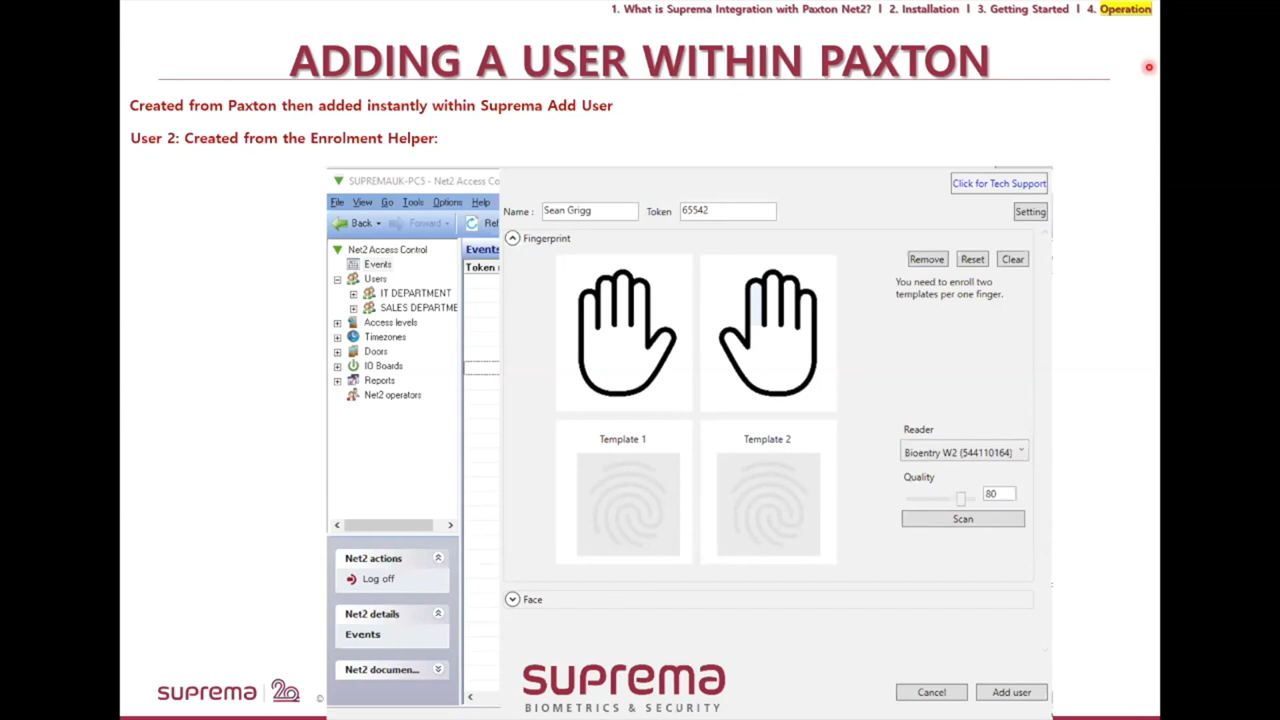 1. What is Suprema Integration with Paxton Net2? | 2. Installation | 3. Getting Started | 4. Operation
ADDING A USER WITHIN PAXTON
Created from Paxton then added instantly within Suprema Add User
User 2: Created from the Enrolment Helper:
SUPREMAUK-PC5 - Net2 Access Co
File View Go Tools Options Help
Back Forward Ref
Net2 Access Control
Events
Users
IT DEPARTMENT
SALES DEPARTME
Access levels
Timezones
Doors
IO Boards
Reports
Net2 operators
Events
Token
Net2 actions
Log off
Net2 details
Events
Net2 documen...
Click for Tech Support
Name : Sean Grigg Token 65542
Setting
Fingerprint
Remove Reset Clear
You need to enroll two
templates per one finger.
Template 1 Template 2
Reader
Bioentry W2 (544110164)
Quality
80
Scan
Face
suprema
BIOMETRICS & SECURITY
Cancel Add user
suprema 20
©